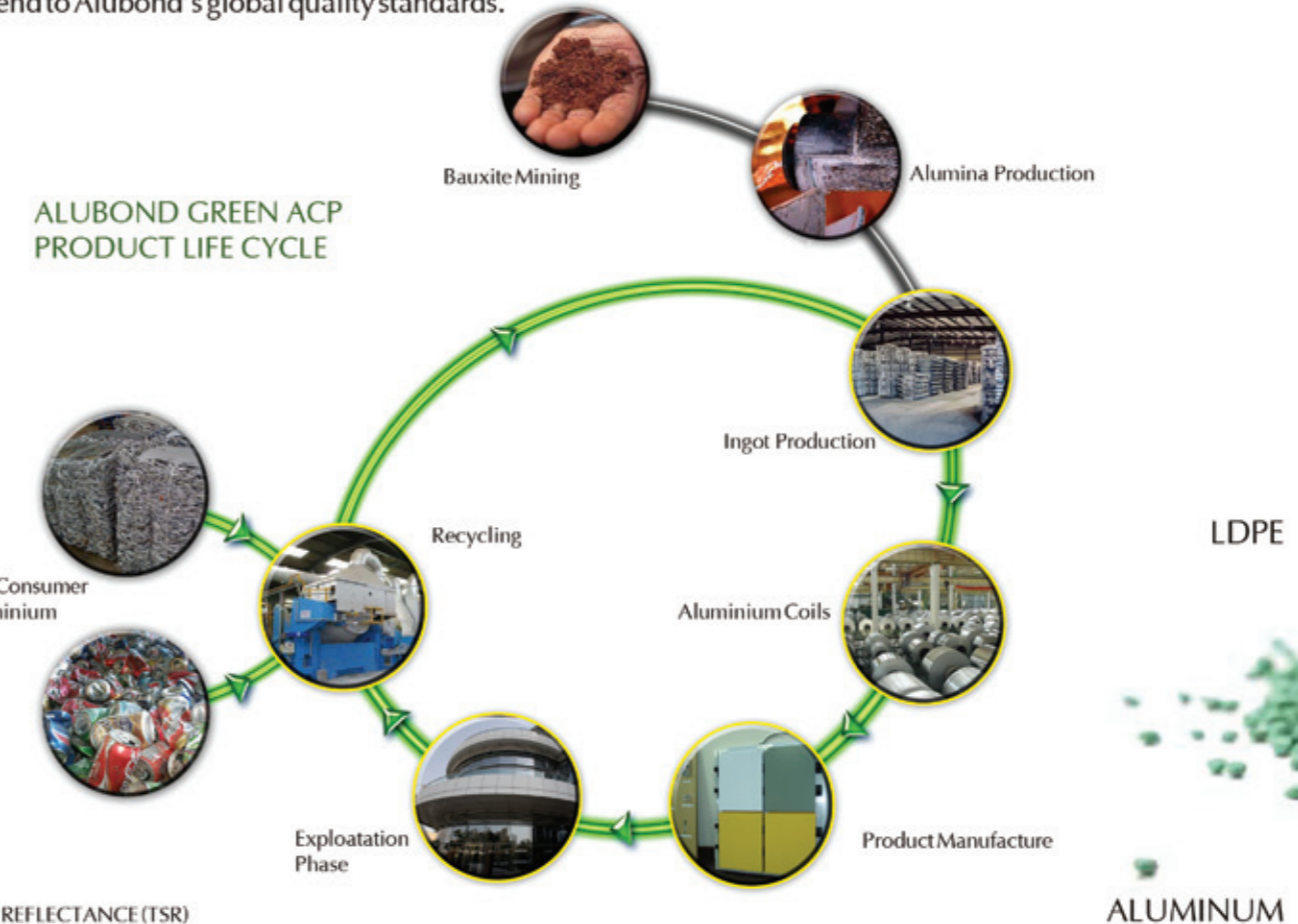 end to Alubond's global quality standards.
Bauxite Mining
Alumina Production
ALUBOND GREEN ACP
PRODUCT LIFE CYCLE
Ingot Production
Recycling
LDPE
Consumer
Aluminium Coils
Exploatation
Phase
Product Manufacture
REFLECTANCE (TSR)
ALUMINUM